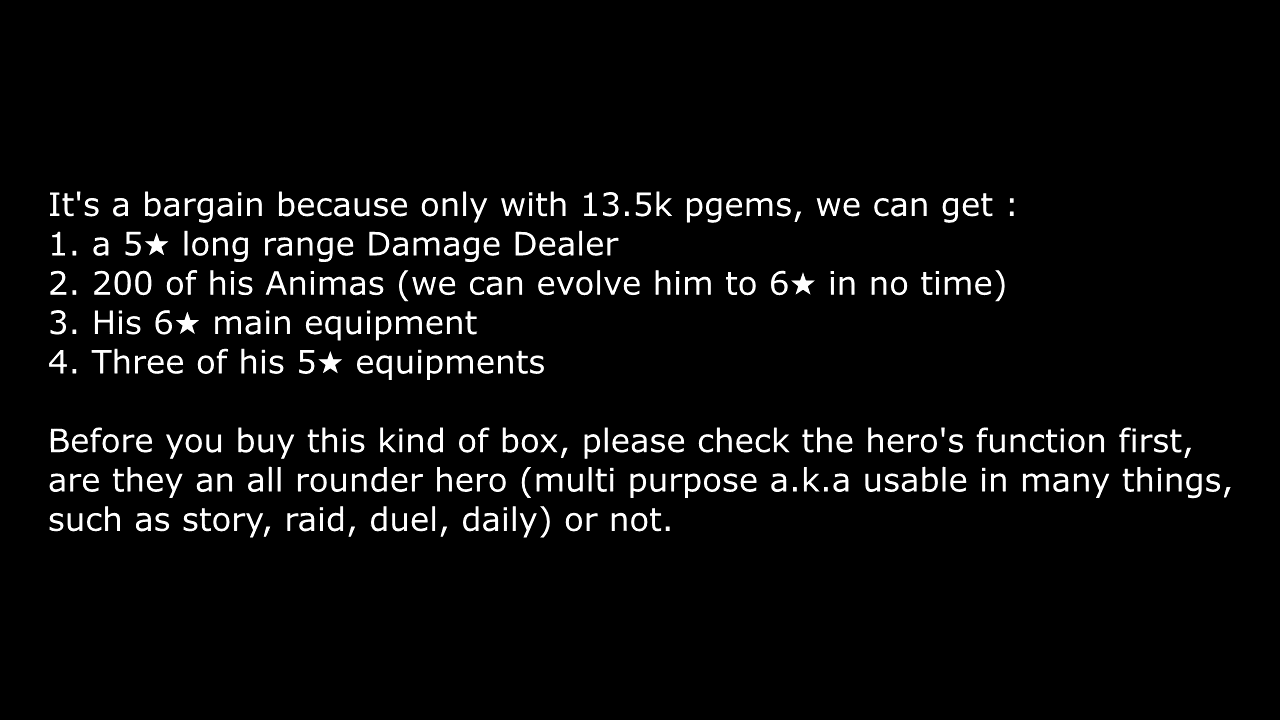 It's a bargain because only with 13.5k pgems, we can get :
1. a 5★ long range Damage Dealer
2. 200 of his Animas (we can evolve him to 6★ in no time)
3. His 6★ main equipment
4. Three of his 5★ equipments
Before you buy this kind of box, please check the hero's function first,
are they an all rounder hero (multi purpose a.k.a usable in many things,
such as story, raid, duel, daily) or not.